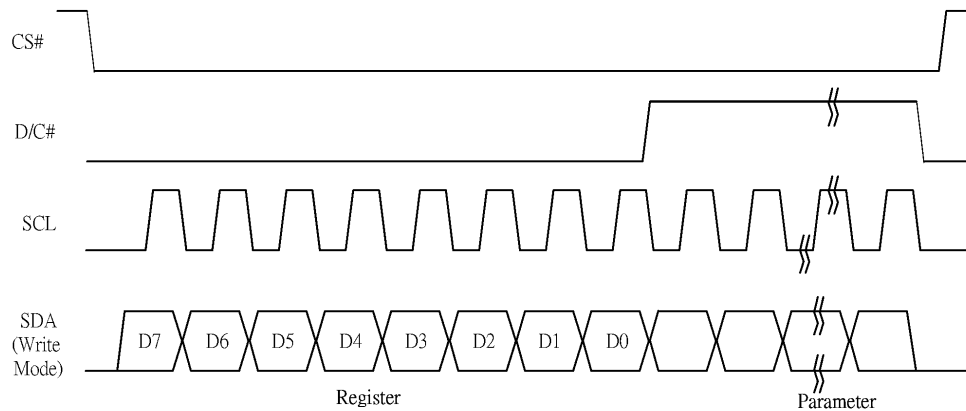 CS#
D/C#
SCL
SDA
(Write
Mode)
D7 D6 D5 D4 D3 D2 D1 D0
Register Parameter